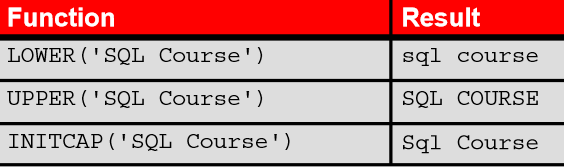 Function Result
LOWER('SQL Course') sql course
UPPER('SQL Course') SQL COURSE
INITCAP('SQL Course') Sql Course